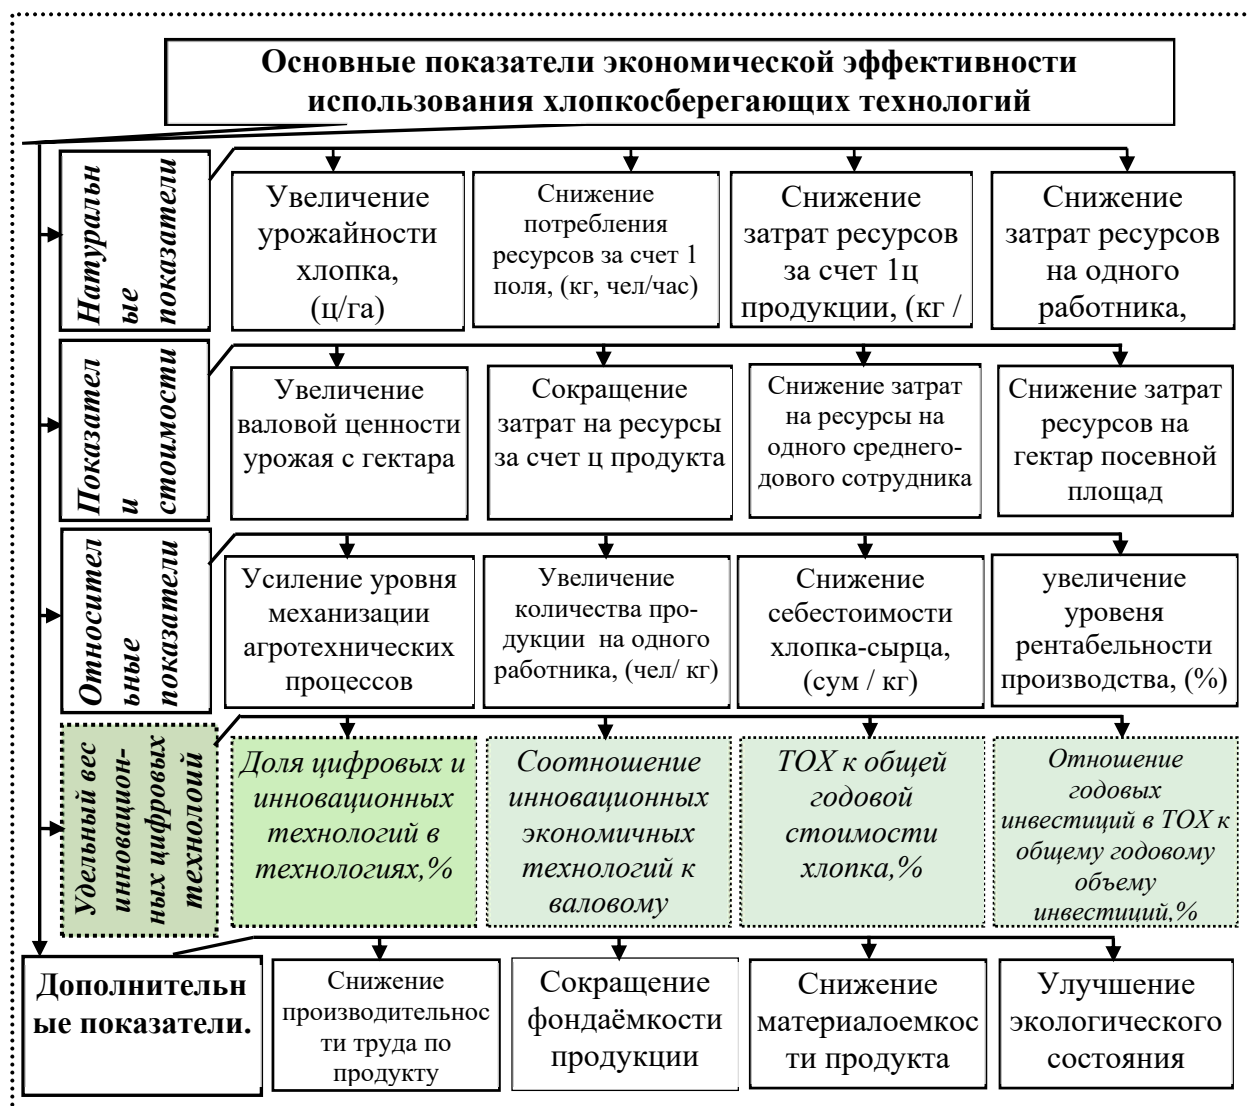 Основные показатели экономической эффективности
использования хлопкосберегающих технологий
Натуральн
ые
показатели
Увеличение
урожайности
хлопка,
(ц/га)
Снижение
потребления
ресурсов за счет 1
поля, (кг, чел/час)
Снижение
затрат ресурсов
за счет 1ц
продукции, (кг /
Снижение
затрат ресурсов
на одного
работника,
Показател
и
стоимости
Увеличение
валовой ценности
урожая с гектара
Сокращение
затрат на ресурсы
за счет ц продукта
Снижение затрат
на ресурсы на
одного среднего-
дового сотрудника
Снижение затрат
ресурсов на
гектар посевной
площад
Относител
ьные
показатели
Усиление уровня
механизации
агротехнических
процессов
Увеличение
количества про-
дукции на одного
работника, (чел/ кг)
Снижение
себестоимости
хлопка-сырца,
(сум / кг)
увеличение
уровеня
рентабельности
производства, (%)
Удельный вес
инновацион-
ных цифровых
технолоий
Доля цифровых и
инновационных
технологий в
технологиях,%
Соотношение
инновационных
экономичных
технологий к
валовому
ТОХ к общей
годовой
стоимости
хлопка,%
Отношение
годовых
инвестиций в ТОХ к
общему годовому
объему
инвестиций,%
Дополнительн
ые показатели.
Снижение
производительнос
ти труда по
продукту
Сокращение
фондаёмкости
продукции
Снижение
материалоемкос
ти продукта
Улучшение
экологического
состояния